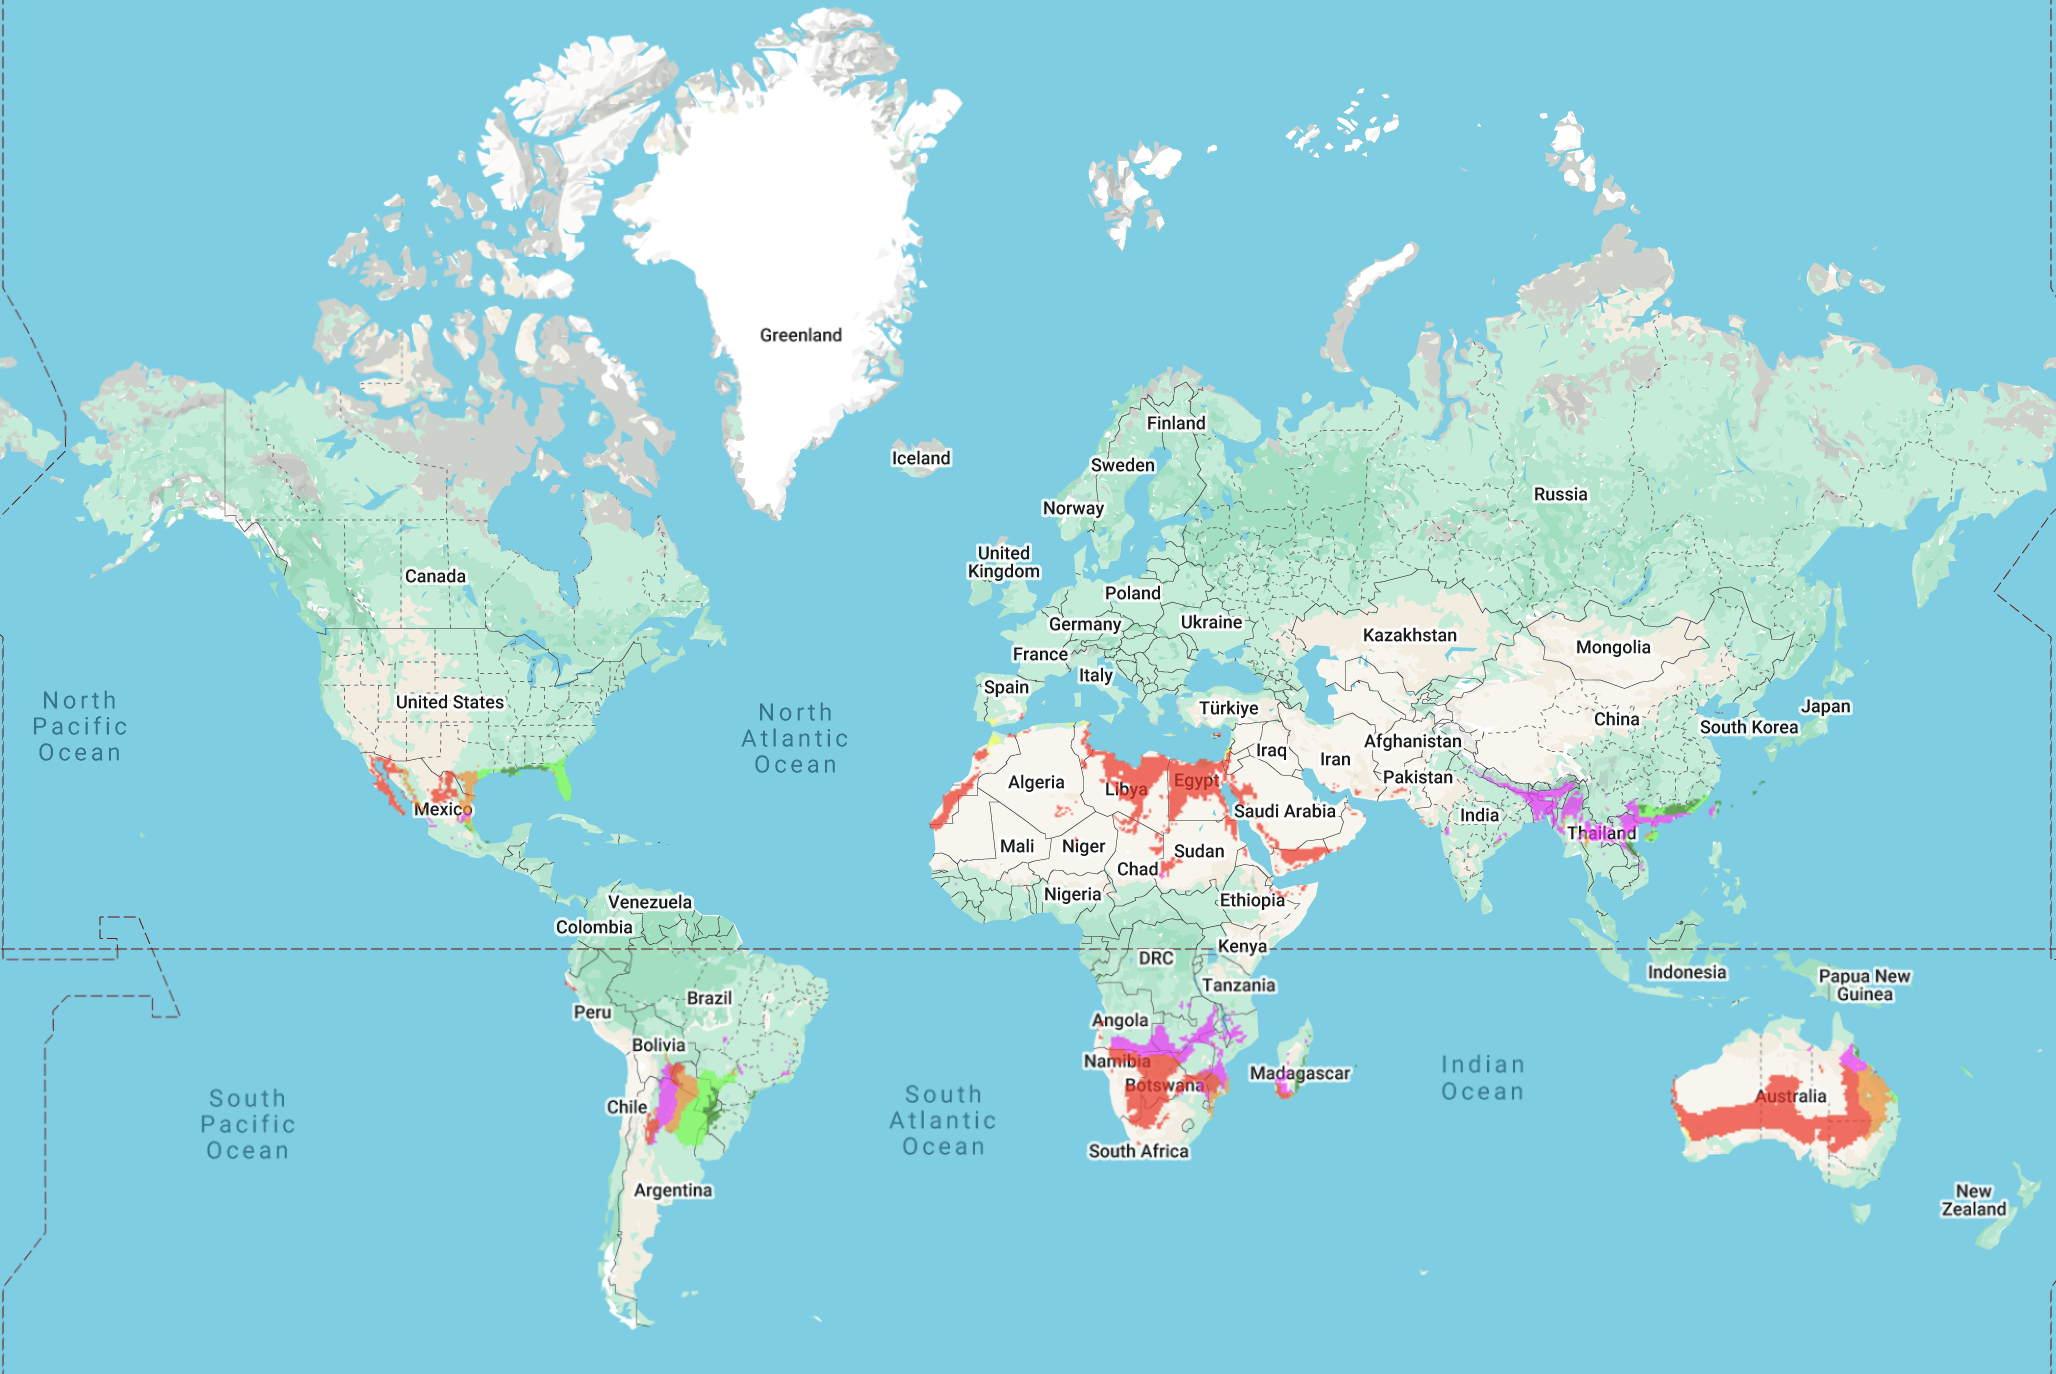 Greenland
Finland
Iceland
Sweden
Russia
Norway
United
Kingdom
Canada
Poland
Germany
Ukraine
Kazakhstan
Mongolia
France
Italy
Spain
North
Pacific
Ocean
United States
North
Atlantic
Ocean
Türkiye
Japan
China
South Korea
Afghanistan
Iraq
Iran
Pakistan
Algeria
Libya
Egypt
Mexico
Saudi Arabia
India
Thailand
Mali
Niger
Sudan
Chad
Nigeria
Ethiopia
Venezuela
Colombia
Kenya
DRC
Indonesia
Papua New
Guinea
Tanzania
Brazil
Peru
Angola
Bolivia
Namibia
Botswana
Madagascar
Indian
Ocean
Australia
Chile
South
Pacific
Ocean
South
Atlantic
Ocean
South Africa
Argentina
New
Zealand